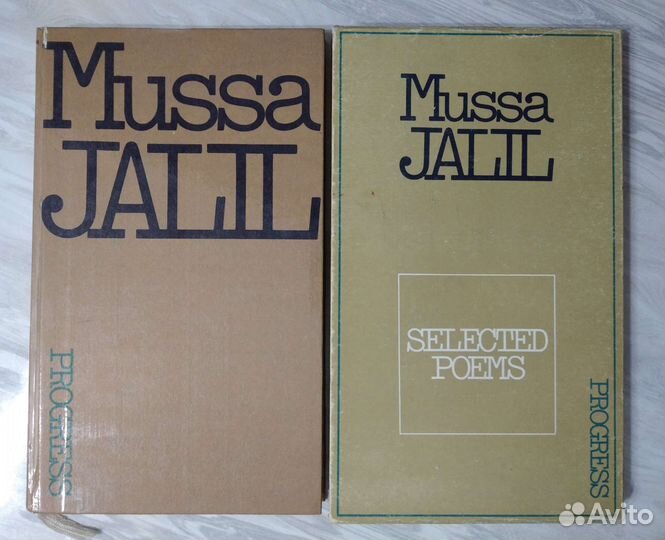 Mussa
JALIL
PROGRESS
Mussa
JALIL
SELECTED
POEMS
PROGRESS
Avito